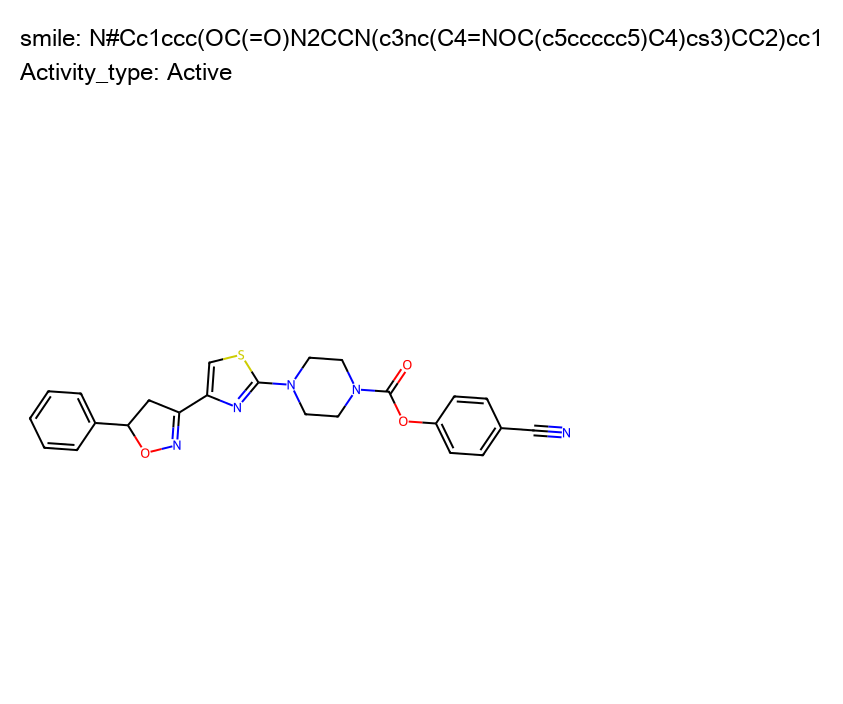 smile: N#Cc1ccc(OC(=O)N2CCN(c3nc(C4=NOC(c5ccccc5)C4)cs3)CC2)cc1
Activity_type: Active
S
O
N
N
N
N
O
O
N